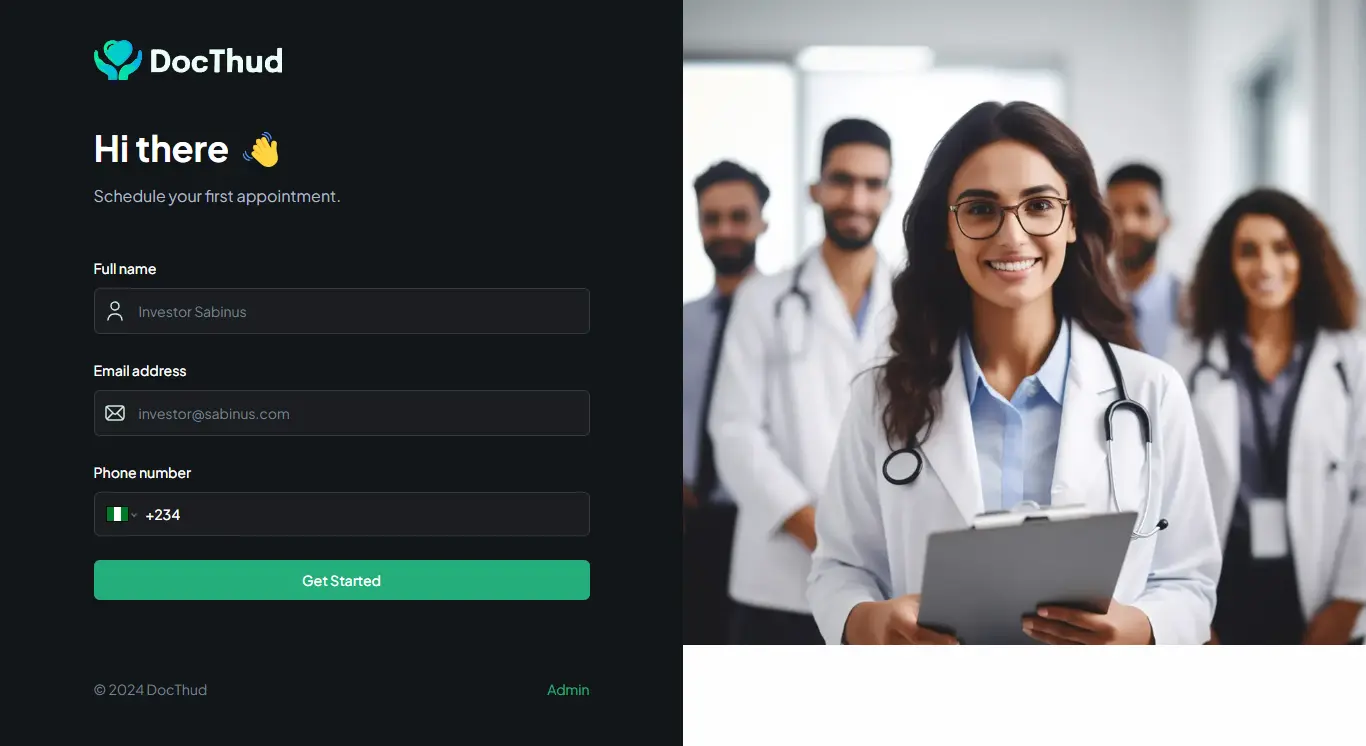 DocThud
Hi there 👋
Schedule your first appointment.
Full name
Investor Sabinus
Email address
investor@sabinus.com
Phone number
+234
Get Started
© 2024 DocThud
Admin